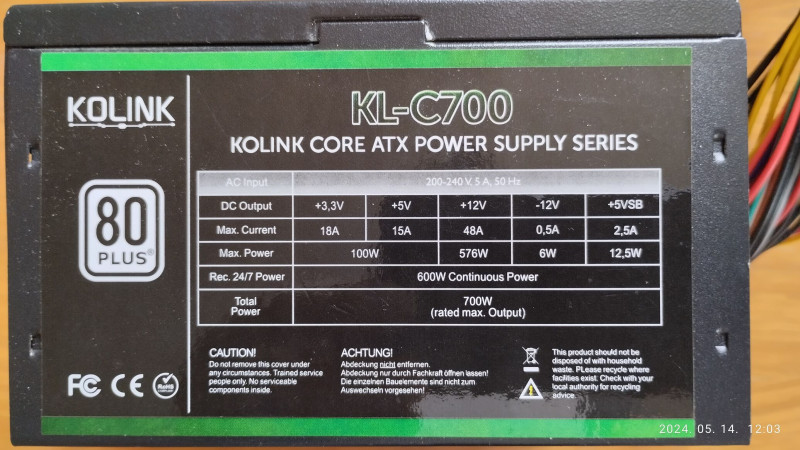 KOLINK
KL-C700
KOLINK CORE ATX POWER SUPPLY SERIES
80
PLUS®
AC Input 200-240 V, 5 A, 50 Hz
DC Output +3,3V +5V +12V -12V +5VSB
Max. Current 18A 15A 48A 0,5A 2,5A
Max. Power 100W 576W 6W 12,5W
Rec. 24/7 Power 600W Continuous Power
Total
Power
700W
(rated max. Output)
FC CE RoHS
CAUTION!
Do not remove this cover under
any circumstances. Trained service
people only. No serviceable
components inside.
ACHTUNG!
Abdeckung nicht entfernen.
Abdeckung nur durch Fachkraft öffnen lassen!
Die einzelnen Bauelemente sind nicht zum
Auswechseln vorgesehen!
This product should not be
disposed of with household
waste. PLease recycle where
facilities exist. Check with your
local authority for recycling
advice.
2024. 05. 14. 12:03